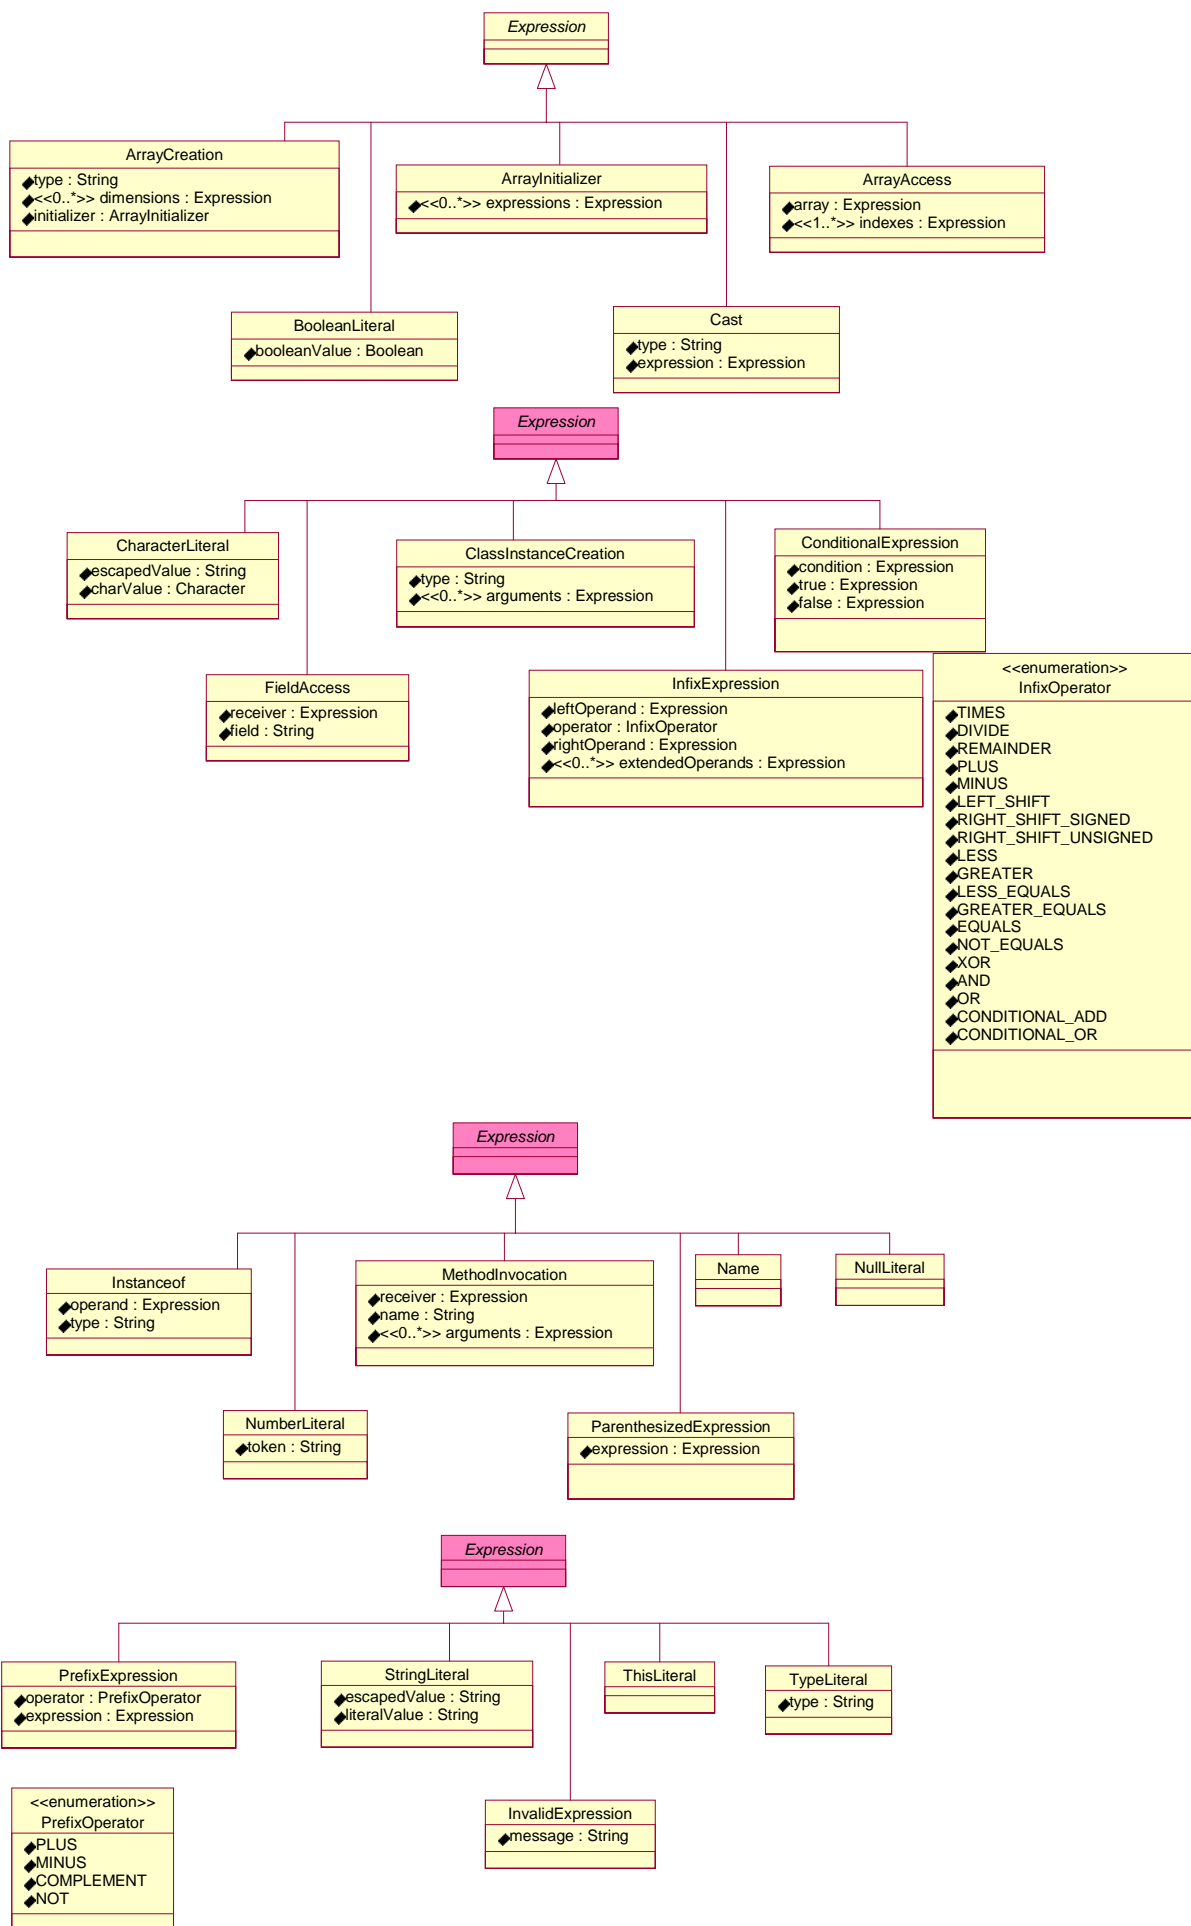 Expression
ArrayCreation
type : String
<<0..*>> dimensions : Expression
initializer : ArrayInitializer
ArrayInitializer
<<0..*>> expressions : Expression
ArrayAccess
array : Expression
<<1..*>> indexes : Expression
BooleanLiteral
booleanValue : Boolean
Cast
type : String
expression : Expression
Expression
CharacterLiteral
escapedValue : String
charValue : Character
ClassInstanceCreation
type : String
<<0..*>> arguments : Expression
ConditionalExpression
condition : Expression
true : Expression
false : Expression
FieldAccess
receiver : Expression
field : String
InfixExpression
leftOperand : Expression
operator : InfixOperator
rightOperand : Expression
<<0..*>> extendedOperands : Expression
<<enumeration>>
InfixOperator
TIMES
DIVIDE
REMAINDER
PLUS
MINUS
LEFT_SHIFT
RIGHT_SHIFT_SIGNED
RIGHT_SHIFT_UNSIGNED
LESS
GREATER
LESS_EQUALS
GREATER_EQUALS
EQUALS
NOT_EQUALS
XOR
AND
OR
CONDITIONAL_ADD
CONDITIONAL_OR
Expression
Instanceof
operand : Expression
type : String
MethodInvocation
receiver : Expression
name : String
<<0..*>> arguments : Expression
Name
NullLiteral
NumberLiteral
token : String
ParenthesizedExpression
expression : Expression
Expression
PrefixExpression
operator : PrefixOperator
expression : Expression
StringLiteral
escapedValue : String
literalValue : String
ThisLiteral
TypeLiteral
type : String
<<enumeration>>
PrefixOperator
PLUS
MINUS
COMPLEMENT
NOT
InvalidExpression
message : String